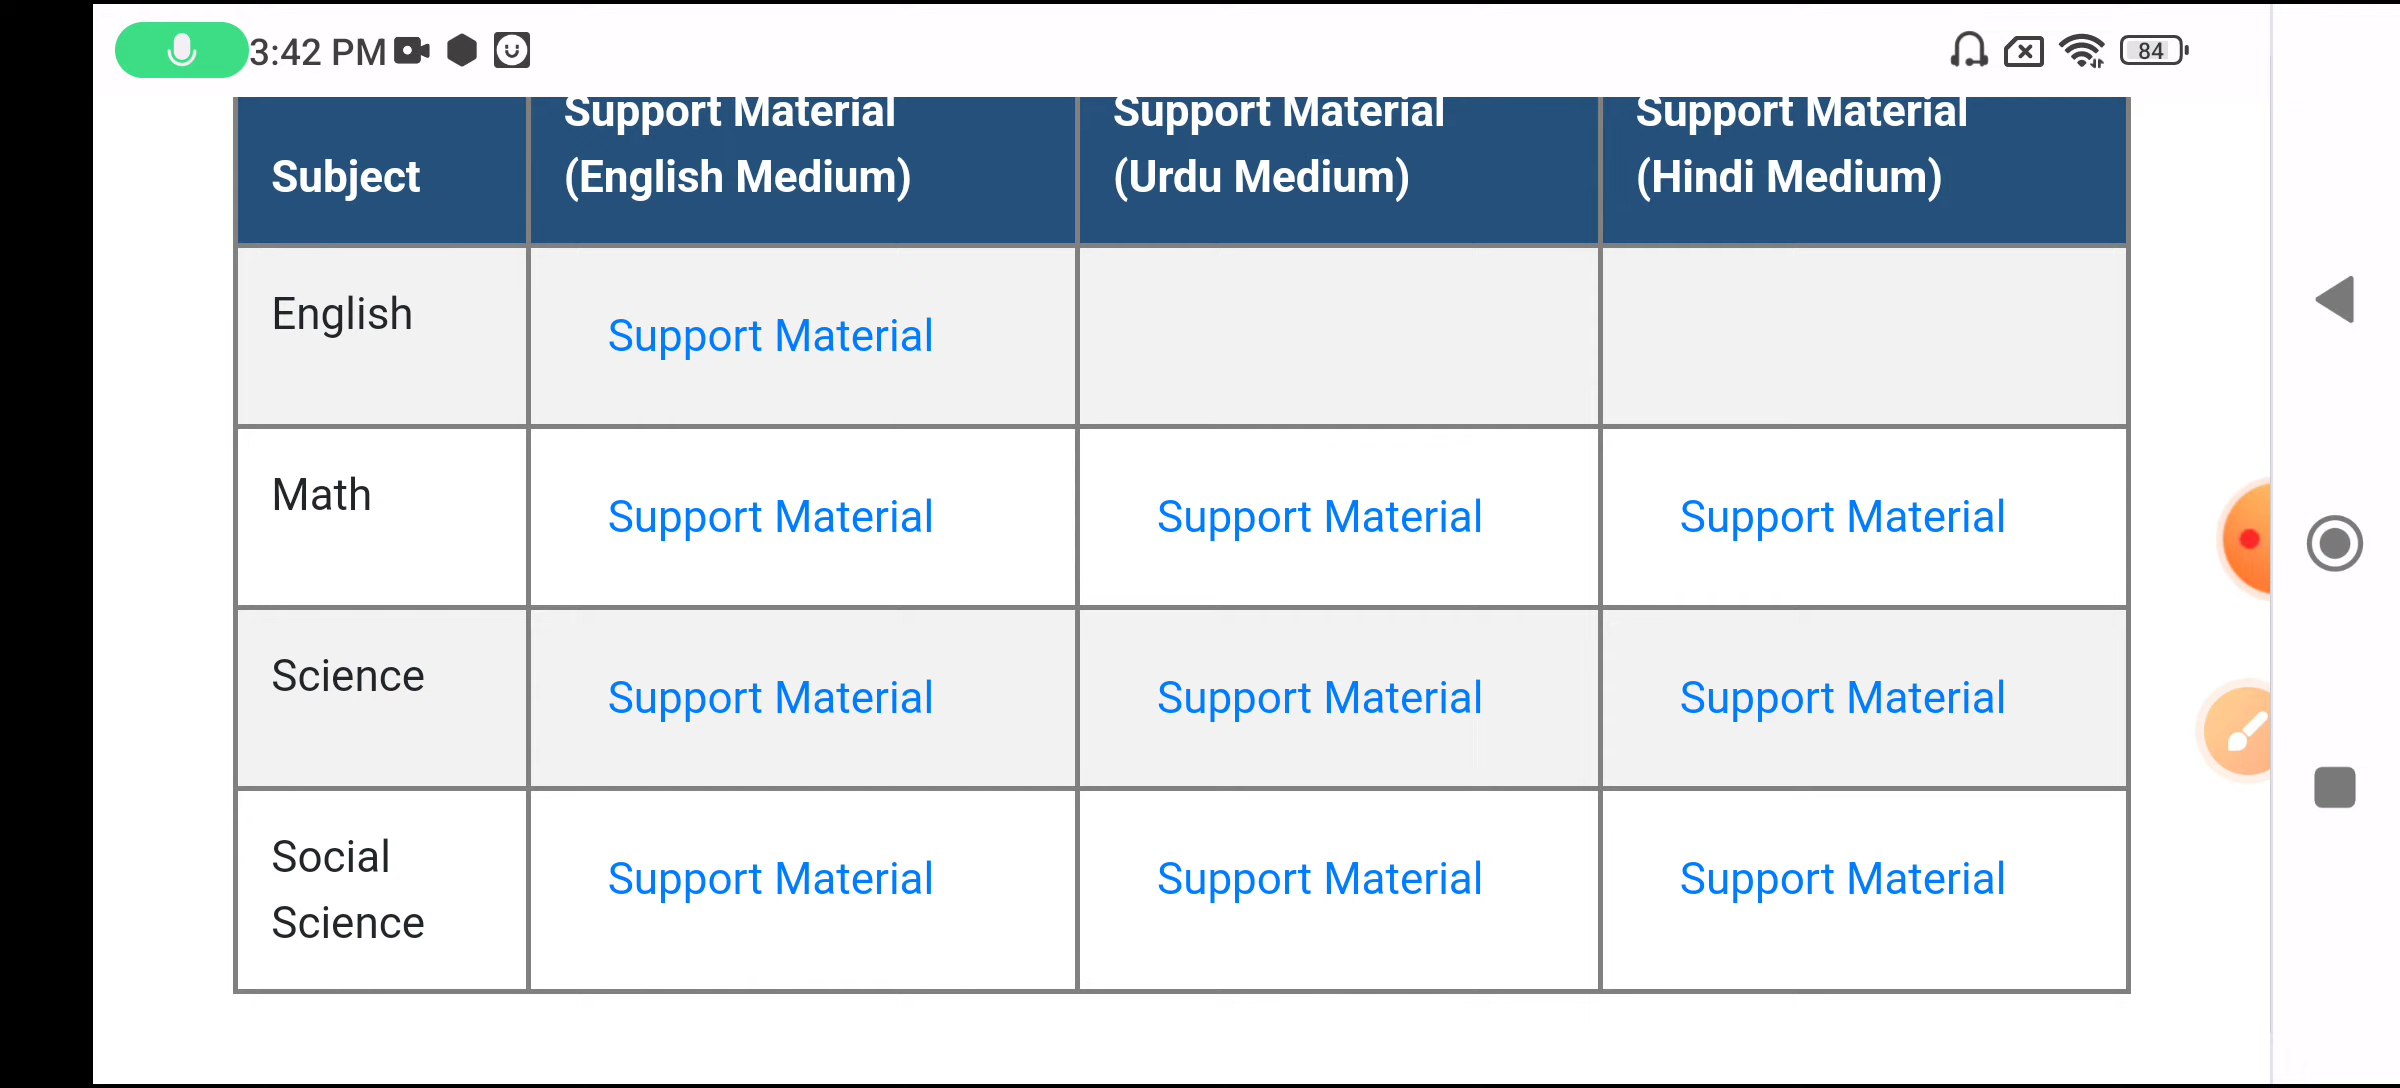 3:42 PM
84
Subject
Support Material
(English Medium)
Support Material
(Urdu Medium)
Support Material
(Hindi Medium)
English
Support Material
Math
Support Material
Support Material
Support Material
Science
Support Material
Support Material
Support Material
Social
Science
Support Material
Support Material
Support Material